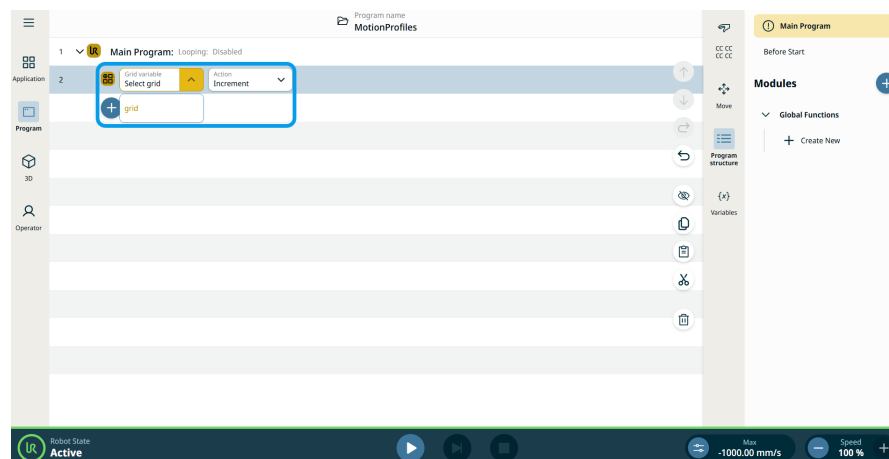 Program name
MotionProfiles
Application
Program
3D
Operator
1 Main Program: Looping: Disabled
2 Grid variable
Select grid
Action
Increment
grid
CC CC
CC CC
Move
Program
structure
{x}
Variables
Main Program
Before Start
Modules
Global Functions
Create New
Robot State
Active
Max
-1000.00 mm/s
Speed
100 %